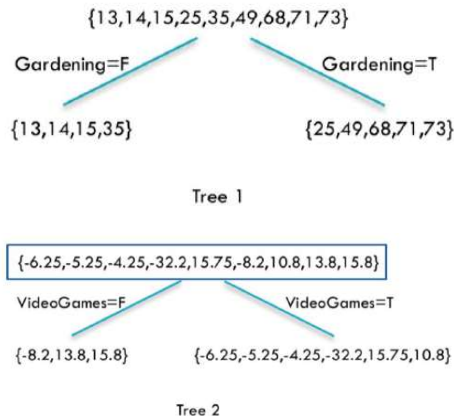 {13,14,15,25,35,49,68,71,73}
Gardening=F Gardening=T
{13,14,15,35} {25,49,68,71,73}
Tree 1
{-6.25,-5.25,-4.25,-32.2,15.75,-8.2,10.8,13.8,15.8}
VideoGames=F VideoGames=T
{-8.2,13.8,15.8} {-6.25,-5.25,-4.25,-32.2,15.75,10.8}
Tree 2